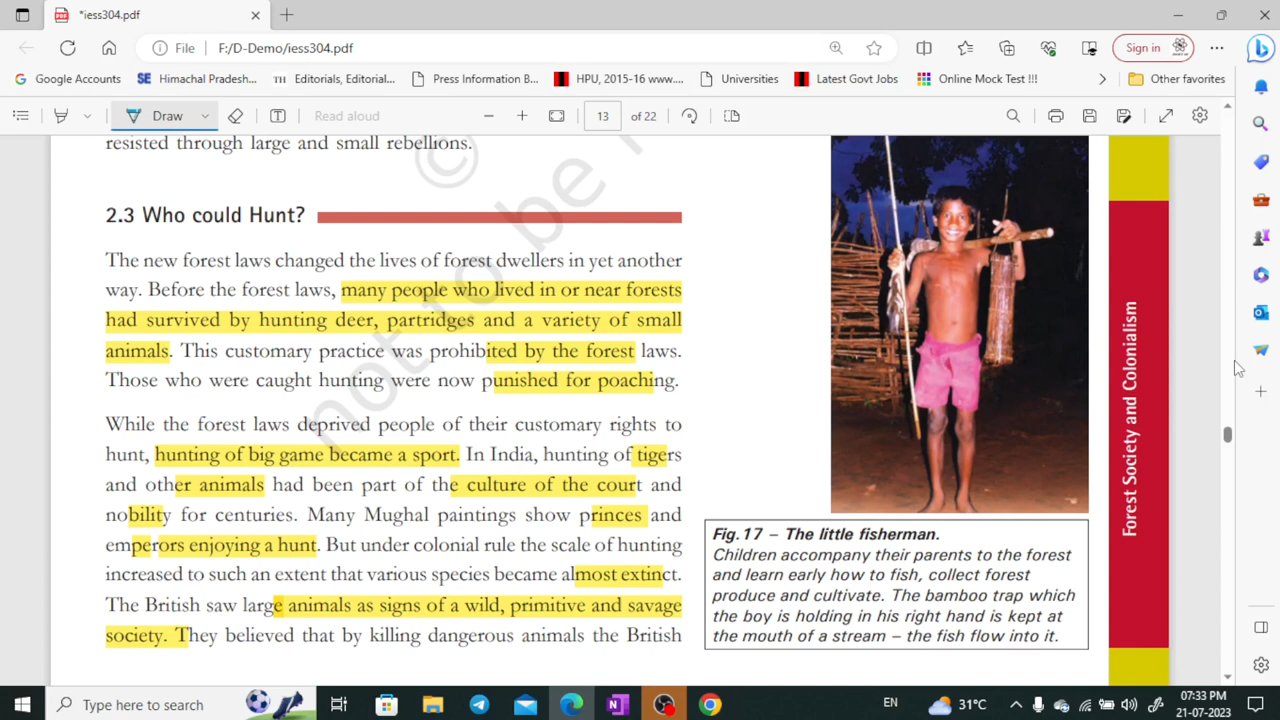 *iess304.pdf
File F:/D-Demo/iess304.pdf
Sign in
Google Accounts
SE Himachal Pradesh...
TH Editorials, Editorial...
Press Information B...
HPU, 2015-16 www....
Universities
Latest Govt Jobs
Online Mock Test !!!
Other favorites
Draw
Read aloud
13 of 22
resisted through large and small rebellions.
2.3 Who could Hunt?
The new forest laws changed the lives of forest dwellers in yet another
way. Before the forest laws, many people who lived in or near forests
had survived by hunting deer, partridges and a variety of small
animals. This customary practice was prohibited by the forest laws.
Those who were caught hunting were now punished for poaching.
While the forest laws deprived people of their customary rights to
hunt, hunting of big game became a sport. In India, hunting of tigers
and other animals had been part of the culture of the court and
nobility for centuries. Many Mughal paintings show princes and
emperors enjoying a hunt. But under colonial rule the scale of hunting
increased to such an extent that various species became almost extinct.
The British saw large animals as signs of a wild, primitive and savage
society. They believed that by killing dangerous animals the British
© not to be r
Fig.17 – The little fisherman.
Children accompany their parents to the forest
and learn early how to fish, collect forest
produce and cultivate. The bamboo trap which
the boy is holding in his right hand is kept at
the mouth of a stream – the fish flow into it.
Forest Society and Colonialism
Type here to search
EN
31°C
07:33 PM
21-07-2023